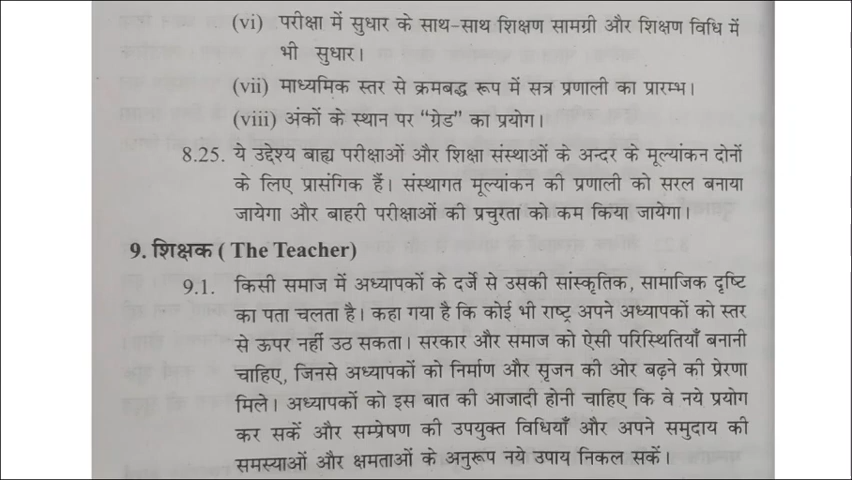 (vi) परीक्षा में सुधार के साथ-साथ शिक्षण सामग्री और शिक्षण विधि में
भी सुधार।
(vii) माध्यमिक स्तर से क्रमबद्ध रूप में सत्र प्रणाली का प्रारम्भ।
(viii) अंकों के स्थान पर “ग्रेड” का प्रयोग।
8.25. ये उद्देश्य बाह्य परीक्षाओं और शिक्षा संस्थाओं के अन्दर के मूल्यांकन दोनों
के लिए प्रासंगिक हैं। संस्थागत मूल्यांकन की प्रणाली को सरल बनाया
जायेगा और बाहरी परीक्षाओं की प्रचुरता को कम किया जायेगा।
9. शिक्षक ( The Teacher)
9.1. किसी समाज में अध्यापकों के दर्जे से उसकी सांस्कृतिक, सामाजिक दृष्टि
का पता चलता है। कहा गया है कि कोई भी राष्ट्र अपने अध्यापकों को स्तर
से ऊपर नहीं उठ सकता। सरकार और समाज को ऐसी परिस्थितियाँ बनानी
चाहिए, जिनसे अध्यापकों को निर्माण और सृजन की ओर बढ़ने की प्रेरणा
मिले। अध्यापकों को इस बात की आजादी होनी चाहिए कि वे नये प्रयोग
कर सकें और सम्प्रेषण की उपयुक्त विधियाँ और अपने समुदाय की
समस्याओं और क्षमताओं के अनुरूप नये उपाय निकल सकें।